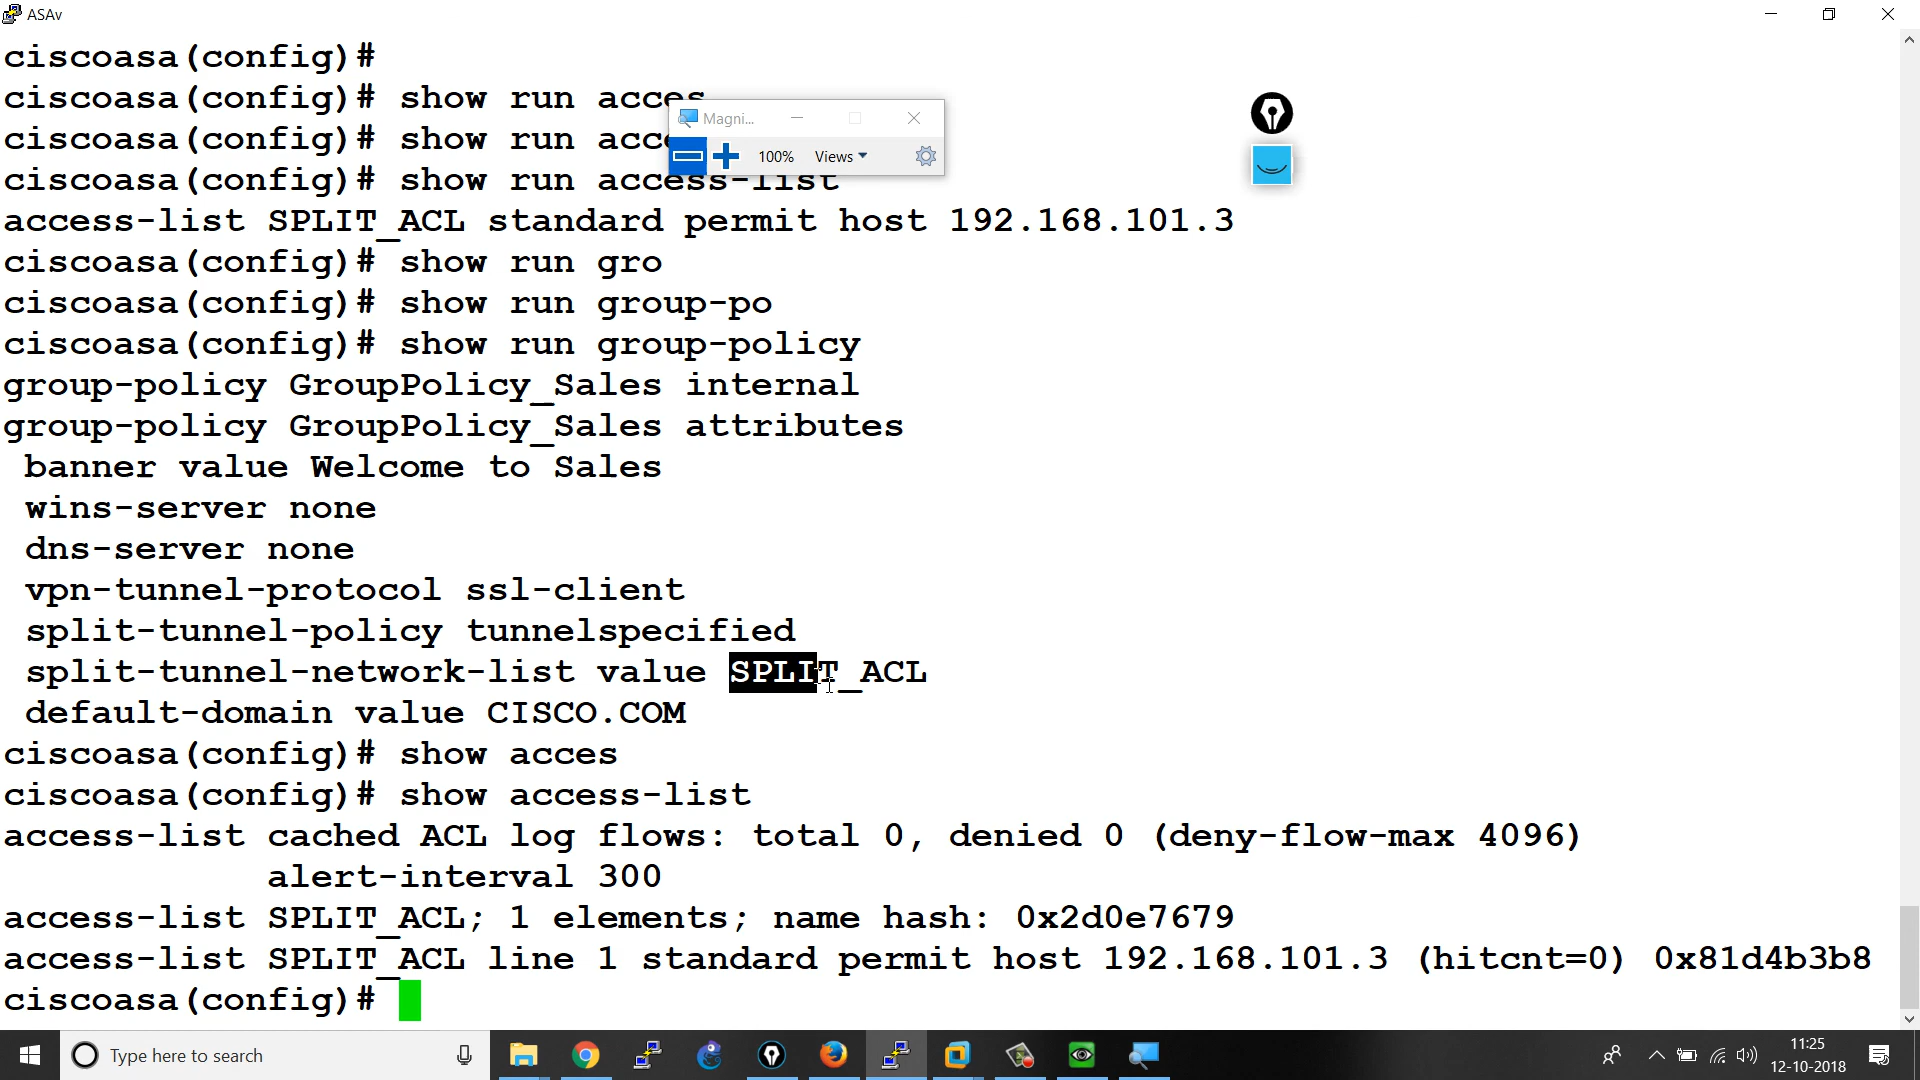 ASAv
ciscoasa(config)#
ciscoasa(config)# show run acces
Magni...
ciscoasa(config)# show run acce
100% Views
ciscoasa(config)# show run access-list
access-list SPLIT_ACL standard permit host 192.168.101.3
ciscoasa(config)# show run gro
ciscoasa(config)# show run group-po
ciscoasa(config)# show run group-policy
group-policy GroupPolicy_Sales internal
group-policy GroupPolicy_Sales attributes
banner value Welcome to Sales
wins-server none
dns-server none
vpn-tunnel-protocol ssl-client
split-tunnel-policy tunnelspecified
split-tunnel-network-list value SPLIT_ACL
default-domain value CISCO.COM
ciscoasa(config)# show acces
ciscoasa(config)# show access-list
access-list cached ACL log flows: total 0, denied 0 (deny-flow-max 4096)
alert-interval 300
access-list SPLIT_ACL; 1 elements; name hash: 0x2d0e7679
access-list SPLIT_ACL line 1 standard permit host 192.168.101.3 (hitcnt=0) 0x81d4b3b8
ciscoasa(config)#
Type here to search
11:25
12-10-2018